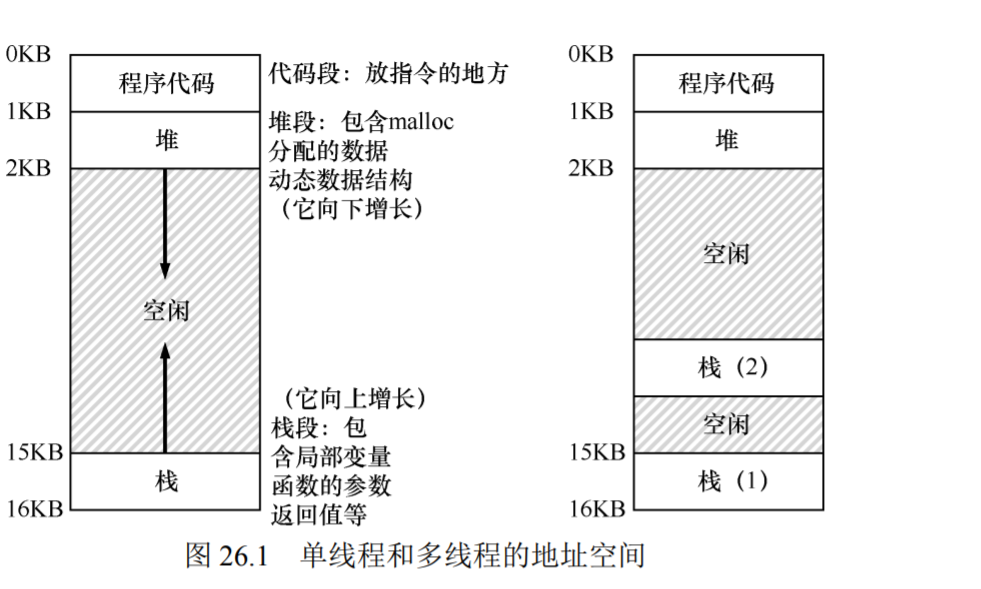 0KB
程序代码
代码段：放指令的地方
1KB
堆
堆段：包含malloc
分配的数据
2KB
动态数据结构
（它向下增长）
空闲
（它向上增长）
栈段：包
15KB
含局部变量
栈
函数的参数
16KB
返回值等
0KB
程序代码
1KB
堆
2KB
空闲
栈（2）
空闲
15KB
栈（1）
16KB
图 26.1 单线程和多线程的地址空间